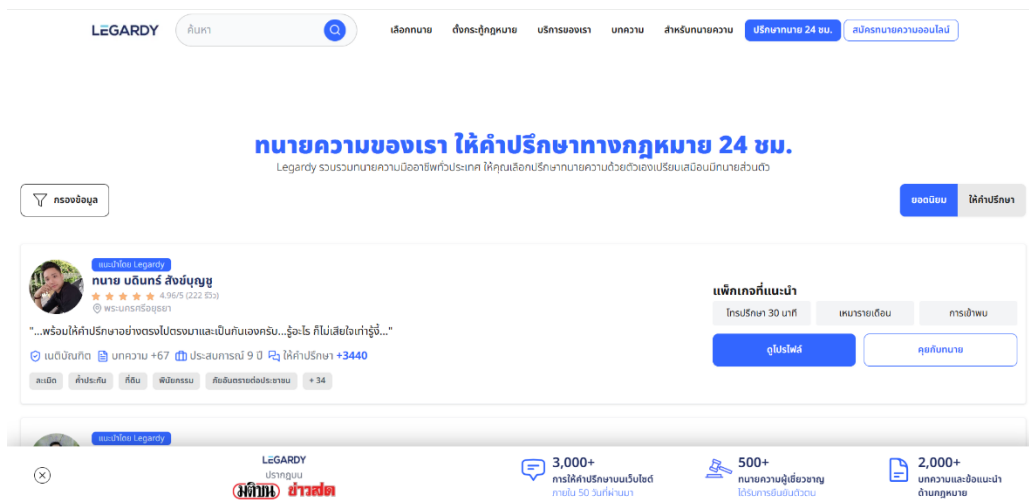 LEGARDY
ค้นหา
เลือกทนาย ตั้งกระทู้กฎหมาย บริการของเรา บทความ สำหรับทนายความ ปรึกษาทนาย 24 ชม. สมัครทนายความออนไลน์
ทนายความของเรา ให้คำปรึกษาทางกฎหมาย 24 ชม.
Legardy รวบรวมทนายความมืออาชีพทั่วประเทศ ให้คุณเลือกปรึกษาทนายความด้วยตัวเองเปรียบเสมือนมีทนายส่วนตัว
กรองข้อมูล
ยอดนิยม ให้คำปรึกษา
แนะนำโดย Legardy
ทนาย บดินทร์ สังข์บุญชู
4.96/5 (222 รีวิว)
พระนครศรีอยุธยา
"...พร้อมให้คำปรึกษาอย่างตรงไปตรงมาและเป็นกันเองครับ...รู้อะไร ก็ไม่เสียใจเท่ารู้งี้..."
เนติบัณฑิต บทความ +67 ประสบการณ์ 9 ปี ให้คำปรึกษา +3440
ละเมิด ค้ำประกัน ที่ดิน พินัยกรรม ภัยอันตรายต่อประชาชน + 34
แพ็กเกจที่แนะนำ
โทรปรึกษา 30 นาที เหมารายเดือน การเข้าพบ
ดูโปรไฟล์ คุยกับทนาย
แนะนำโดย Legardy
LEGARDY
ปรากฏบน
มติชน ข่าวสด
3,000+
การให้คำปรึกษาบนเว็บไซต์
ภายใน 50 วันที่ผ่านมา
500+
ทนายความผู้เชี่ยวชาญ
ได้รับการยืนยันตัวตน
2,000+
บทความและข้อแนะนำ
ด้านกฎหมาย